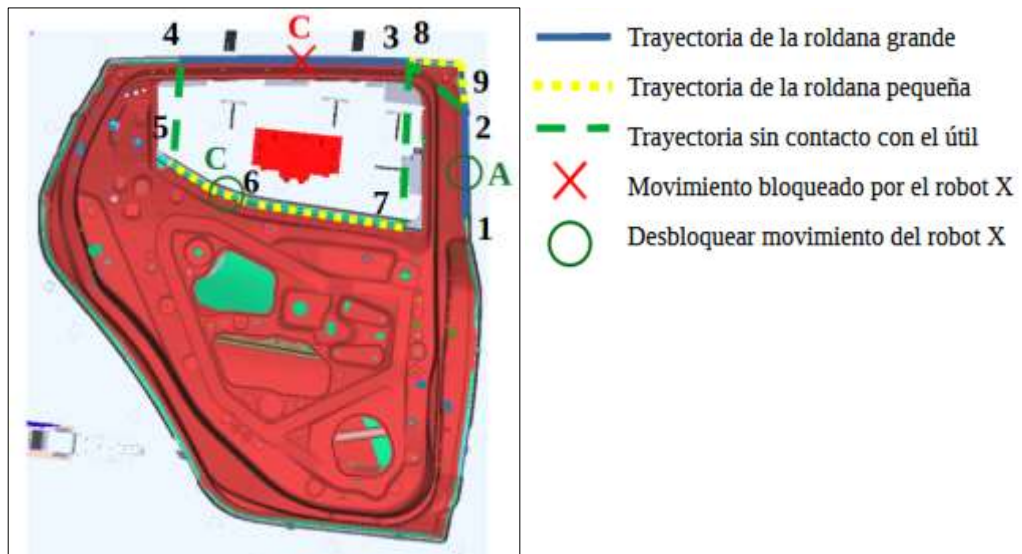 C
4
3
8
9
5
2
C
A
6
7
1
Trayectoria de la roldana grande
Trayectoria de la roldana pequeña
Trayectoria sin contacto con el útil
Movimiento bloqueado por el robot X
Desbloquear movimiento del robot X